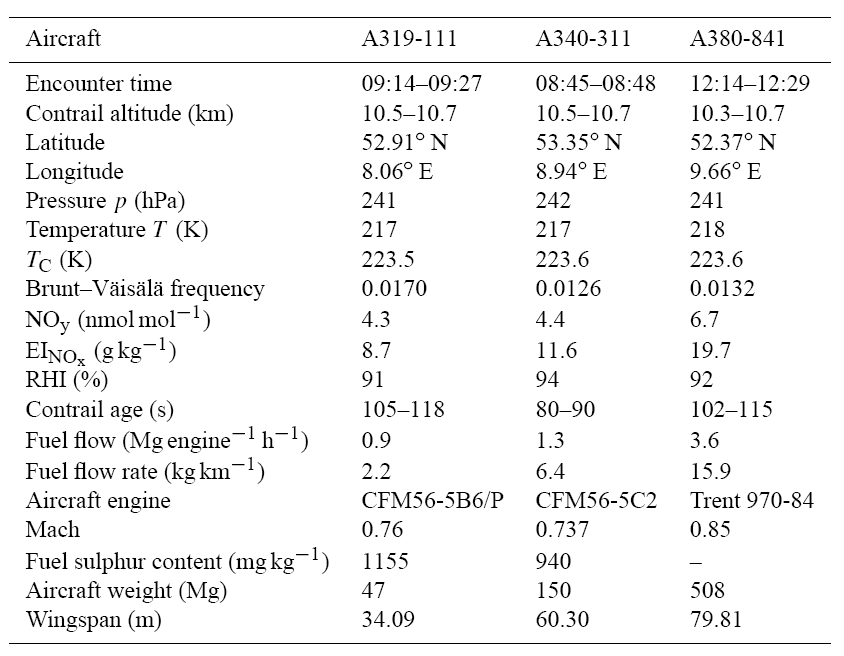 Aircraft A319-111 A340-311 A380-841
Encounter time 09:14–09:27 08:45–08:48 12:14–12:29
Contrail altitude (km) 10.5–10.7 10.5–10.7 10.3–10.7
Latitude 52.91° N 53.35° N 52.37° N
Longitude 8.06° E 8.94° E 9.66° E
Pressure p (hPa) 241 242 241
Temperature T (K) 217 217 218
TC (K) 223.5 223.6 223.6
Brunt–Väisälä frequency 0.0170 0.0126 0.0132
NOy (nmol mol−1) 4.3 4.4 6.7
EINOx (g kg−1) 8.7 11.6 19.7
RHI (%) 91 94 92
Contrail age (s) 105–118 80–90 102–115
Fuel flow (Mg engine−1 h−1) 0.9 1.3 3.6
Fuel flow rate (kg km−1) 2.2 6.4 15.9
Aircraft engine CFM56-5B6/P CFM56-5C2 Trent 970-84
Mach 0.76 0.737 0.85
Fuel sulphur content (mg kg−1) 1155 940 –
Aircraft weight (Mg) 47 150 508
Wingspan (m) 34.09 60.30 79.81